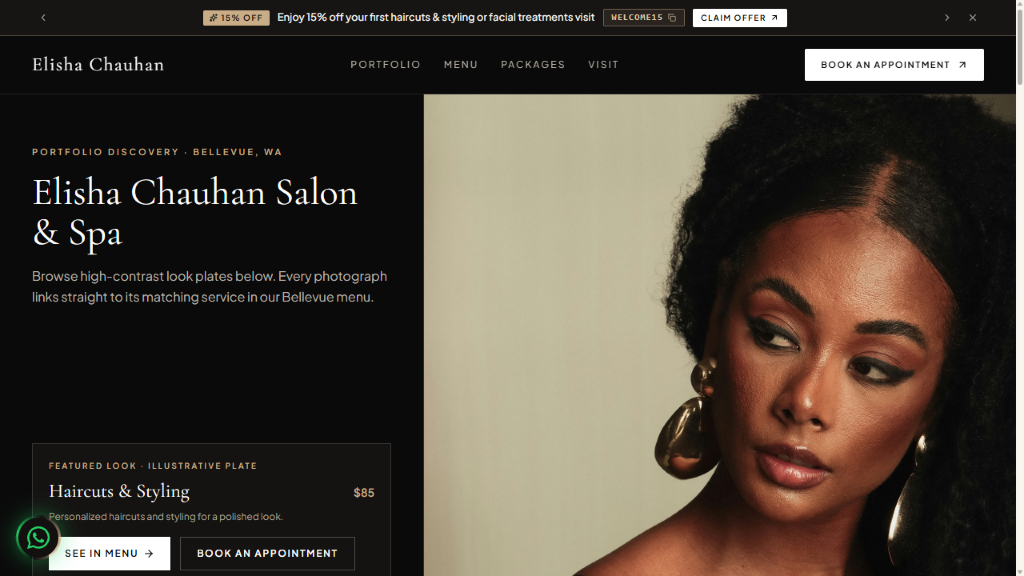 15% OFF Enjoy 15% off your first haircuts & styling or facial treatments visit WELCOME15 CLAIM OFFER
Elisha Chauhan PORTFOLIO MENU PACKAGES VISIT BOOK AN APPOINTMENT
PORTFOLIO DISCOVERY · BELLEVUE, WA
Elisha Chauhan Salon
& Spa
Browse high-contrast look plates below. Every photograph
links straight to its matching service in our Bellevue menu.
FEATURED LOOK · ILLUSTRATIVE PLATE
Haircuts & Styling $85
Personalized haircuts and styling for a polished look.
SEE IN MENU → BOOK AN APPOINTMENT